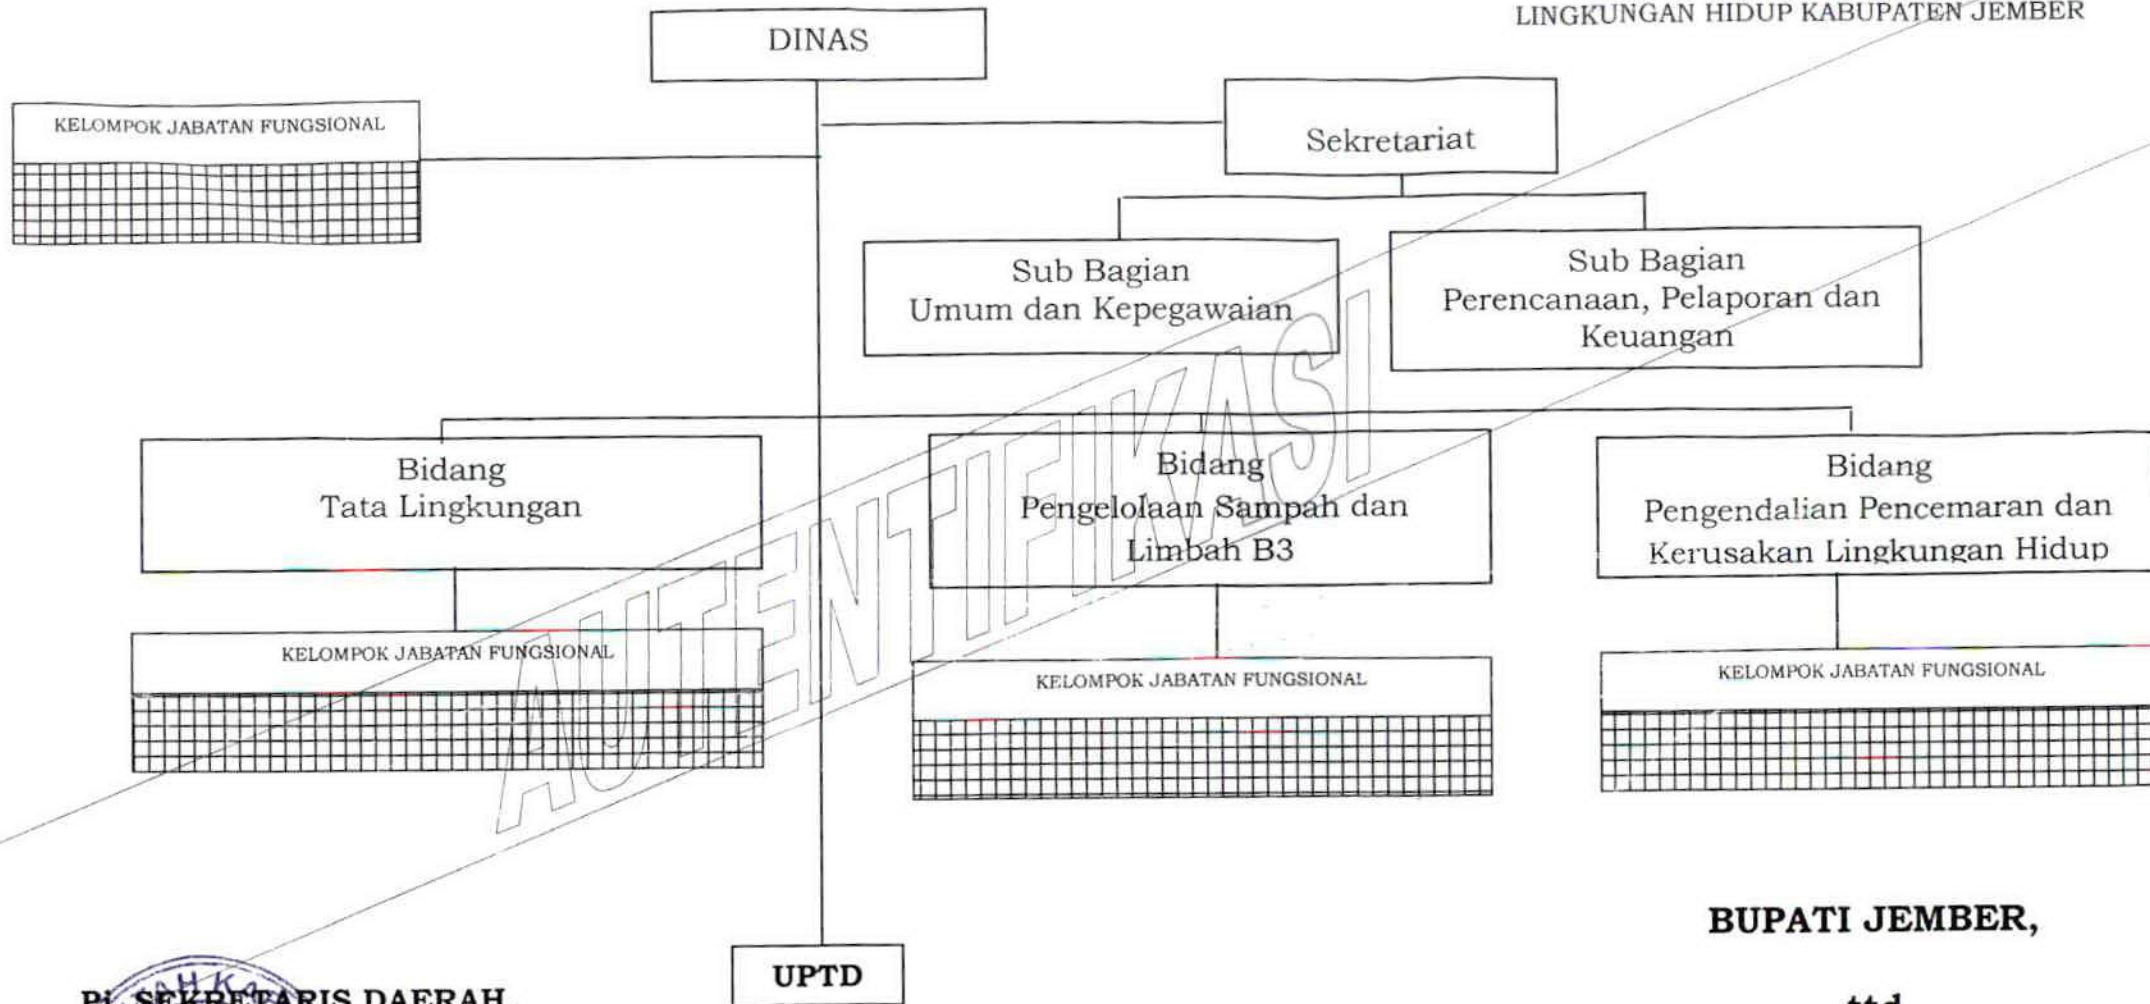 LINGKUNGAN HIDUP KABUPATEN JEMBER
DINAS
KELOMPOK JABATAN FUNGSIONAL
Sekretariat
Sub Bagian
Umum dan Kepegawaian
Sub Bagian
Perencanaan, Pelaporan dan
Keuangan
Bidang
Tata Lingkungan
Bidang
Pengelolaan Sampah dan
Limbah B3
Bidang
Pengendalian Pencemaran dan
Kerusakan Lingkungan Hidup
KELOMPOK JABATAN FUNGSIONAL
KELOMPOK JABATAN FUNGSIONAL
KELOMPOK JABATAN FUNGSIONAL
AUTENTIFIKASI
BUPATI JEMBER,
UPTD
Pj. SEKRETARIS DAERAH,
ttd